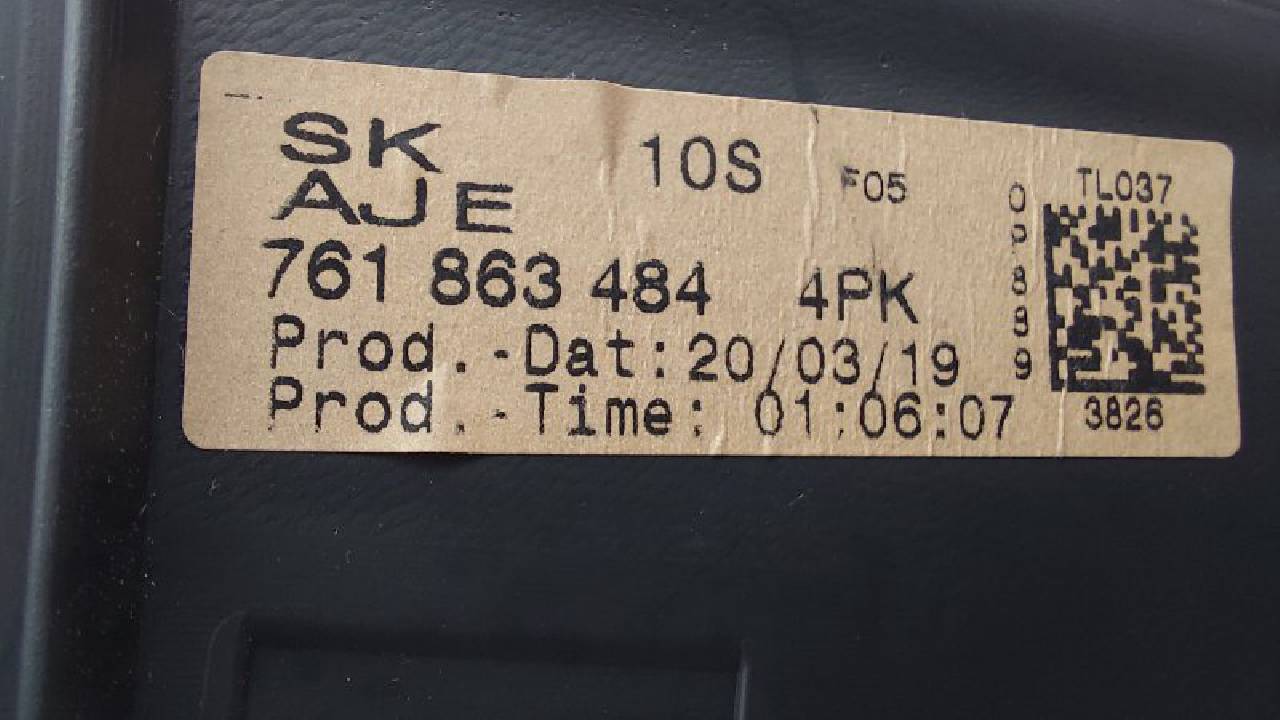 SK
AJE
10S
F05
761 863 484 4PK
Prod.-Dat:20/03/19
Prod.-Time: 01:06:07
TL037
3826